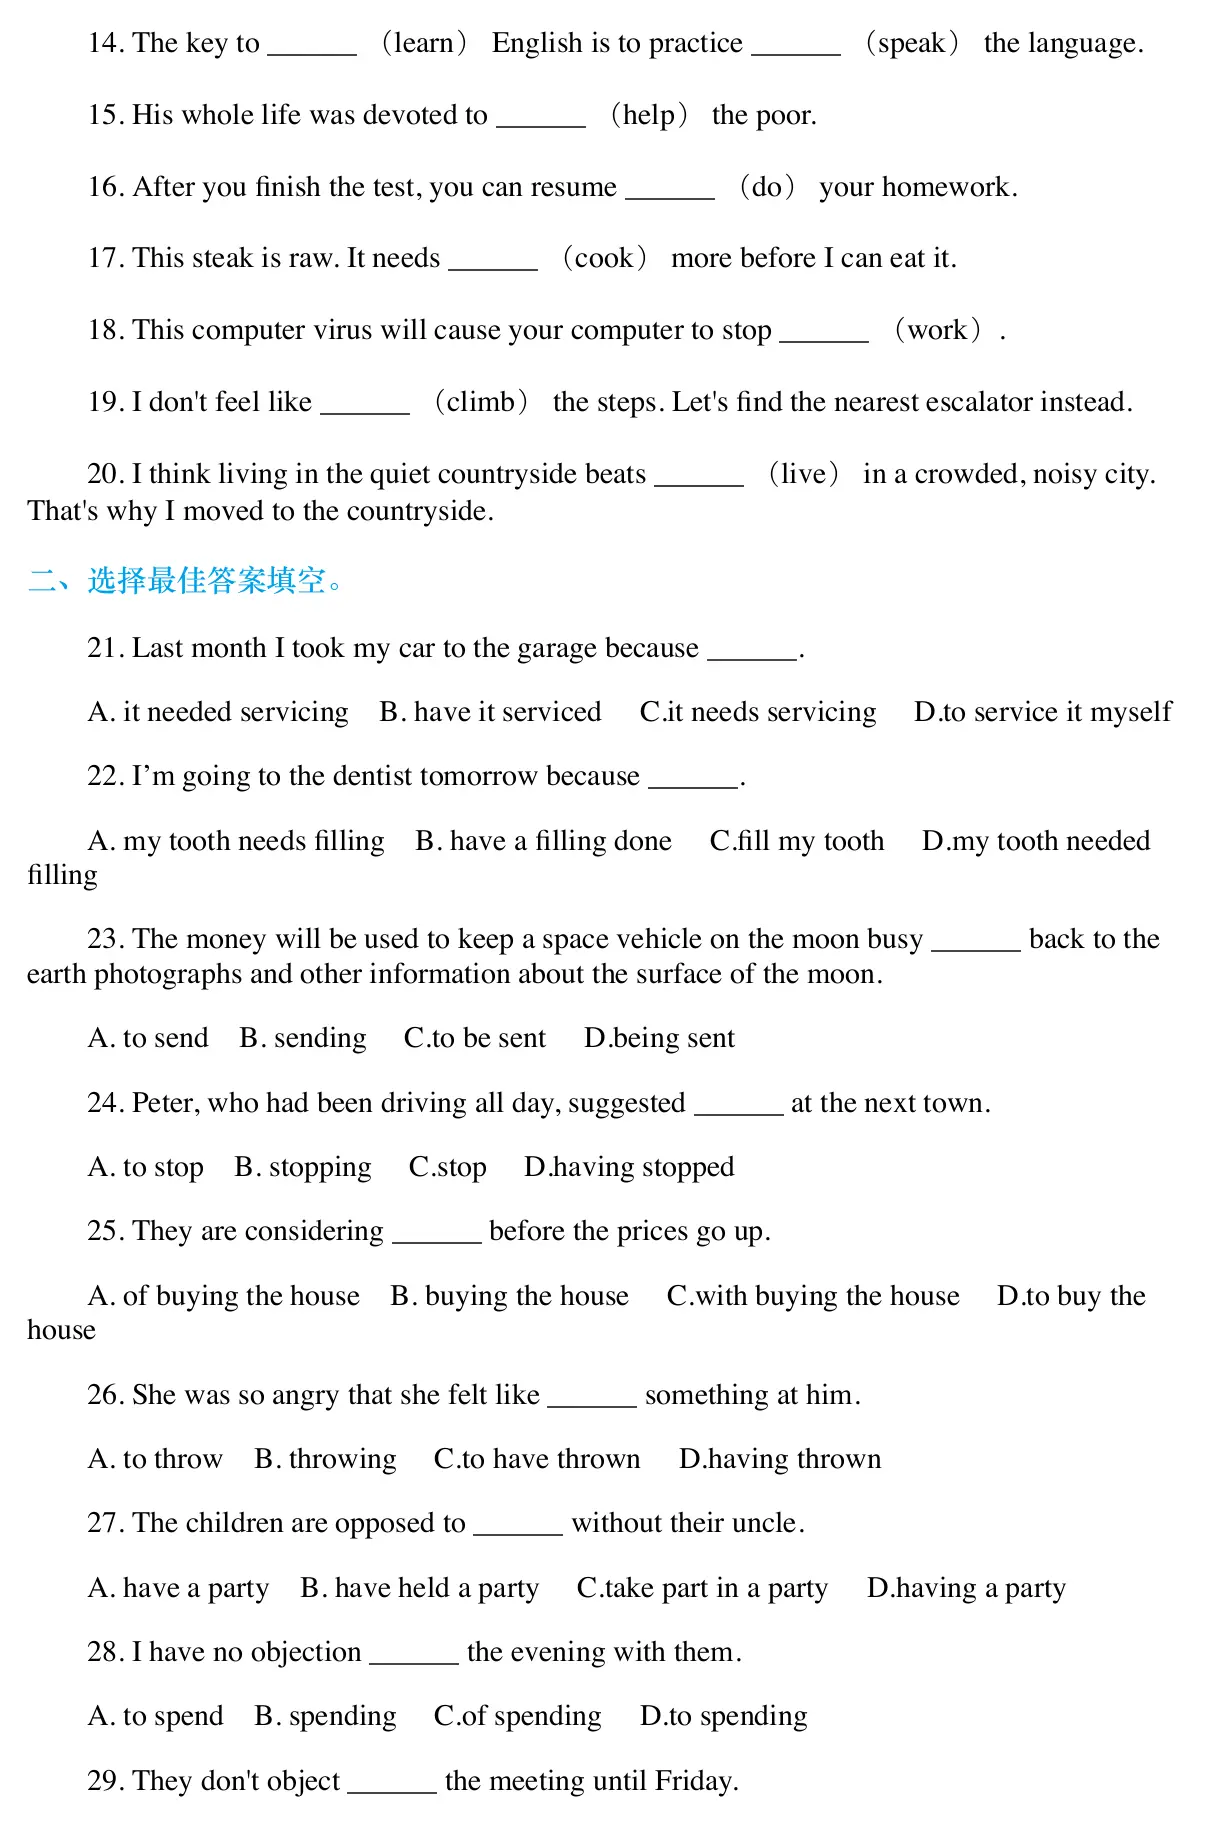 14. The key to ______ （learn） English is to practice ______ （speak） the language.
15. His whole life was devoted to ______ （help） the poor.
16. After you finish the test, you can resume ______ （do） your homework.
17. This steak is raw. It needs ______ （cook） more before I can eat it.
18. This computer virus will cause your computer to stop ______ （work）.
19. I don't feel like ______ （climb） the steps. Let's find the nearest escalator instead.
20. I think living in the quiet countryside beats ______ （live） in a crowded, noisy city.
That's why I moved to the countryside.
二、选择最佳答案填空。
21. Last month I took my car to the garage because ______.
A. it needed servicing B. have it serviced C.it needs servicing D.to service it myself
22. I’m going to the dentist tomorrow because ______.
A. my tooth needs filling B. have a filling done C.fill my tooth D.my tooth needed
filling
23. The money will be used to keep a space vehicle on the moon busy ______ back to the
earth photographs and other information about the surface of the moon.
A. to send B. sending C.to be sent D.being sent
24. Peter, who had been driving all day, suggested ______ at the next town.
A. to stop B. stopping C.stop D.having stopped
25. They are considering ______ before the prices go up.
A. of buying the house B. buying the house C.with buying the house D.to buy the
house
26. She was so angry that she felt like ______ something at him.
A. to throw B. throwing C.to have thrown D.having thrown
27. The children are opposed to ______ without their uncle.
A. have a party B. have held a party C.take part in a party D.having a party
28. I have no objection ______ the evening with them.
A. to spend B. spending C.of spending D.to spending
29. They don't object ______ the meeting until Friday.